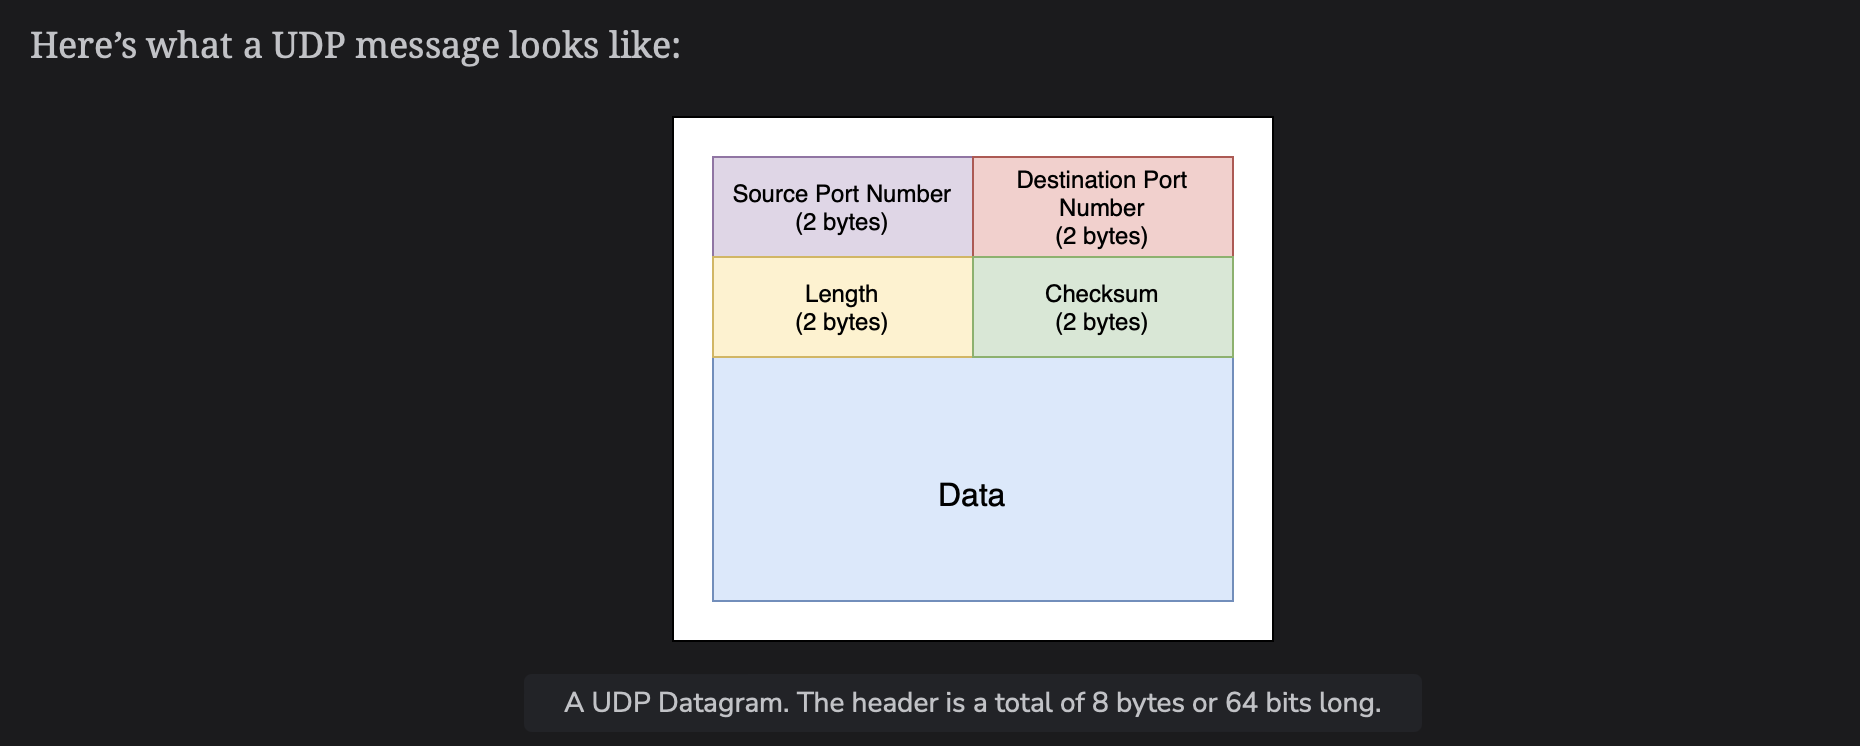 Here’s what a UDP message looks like:
Source Port Number
(2 bytes)
Destination Port
Number
(2 bytes)
Length
(2 bytes)
Checksum
(2 bytes)
Data
A UDP Datagram. The header is a total of 8 bytes or 64 bits long.